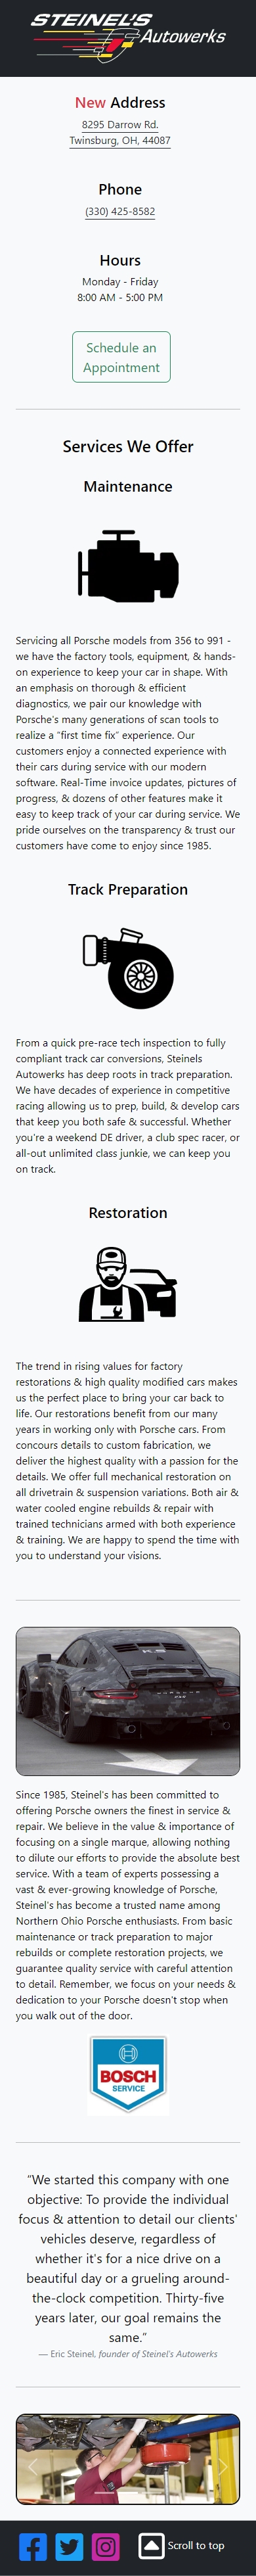 STEINEL'S
Autowerks
New Address
8295 Darrow Rd.
Twinsburg, OH, 44087
Phone
(330) 425-8582
Hours
Monday - Friday
8:00 AM - 5:00 PM
Schedule an
Appointment
Services We Offer
Maintenance
Servicing all Porsche models from 356 to 991 -
we have the factory tools, equipment, & hands-
on experience to keep your car in shape. With
an emphasis on thorough & efficient
diagnostics, we pair our knowledge with
Porsche's many generations of scan tools to
realize a "first time fix" experience. Our
customers enjoy a connected experience with
their cars during service with our modern
software. Real-Time invoice updates, pictures of
progress, & dozens of other features make it
easy to keep track of your car during service. We
pride ourselves on the transparency & trust our
customers have come to enjoy since 1985.
Track Preparation
From a quick pre-race tech inspection to fully
compliant track car conversions, Steinels
Autowerks has deep roots in track preparation.
We have decades of experience in competitive
racing allowing us to prep, build, & develop cars
that keep you both safe & successful. Whether
you're a weekend DE driver, a club spec racer, or
all-out unlimited class junkie, we can keep you
on track.
Restoration
The trend in rising values for factory
restorations & high quality modified cars makes
us the perfect place to bring your car back to
life. Our restorations benefit from our many
years in working only with Porsche cars. From
concours details to custom fabrication, we
deliver the highest quality with a passion for the
details. We offer full mechanical restoration on
all drivetrain & suspension variations. Both air &
water cooled engine rebuilds & repair with
trained technicians armed with both experience
& training. We are happy to spend the time with
you to understand your visions.
Since 1985, Steinel's has been committed to
offering Porsche owners the finest in service &
repair. We believe in the value & importance of
focusing on a single marque, allowing nothing
to dilute our efforts to provide the absolute best
service. With a team of experts possessing a
vast & ever-growing knowledge of Porsche,
Steinel's has become a trusted name among
Northern Ohio Porsche enthusiasts. From basic
maintenance or track preparation to major
rebuilds or complete restoration projects, we
guarantee quality service with careful attention
to detail. Remember, we focus on your needs &
dedication to your Porsche doesn't stop when
you walk out of the door.
BOSCH
SERVICE
"We started this company with one
objective: To provide the individual
focus & attention to detail our clients'
vehicles deserve, regardless of
whether it's for a nice drive on a
beautiful day or a grueling around-
the-clock competition. Thirty-five
years later, our goal remains the
same."
— Eric Steinel, founder of Steinel's Autowerks
Scroll to top